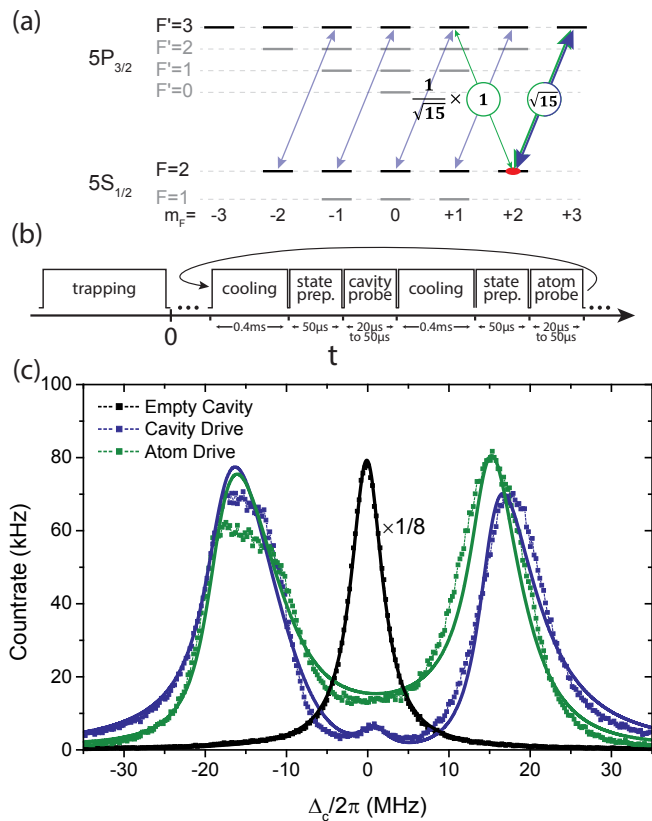 (a)
F'=3
5P3/2
F'=2
F'=1
F'=0
1/√15 × 1
√15
5S1/2
F=2
F=1
mF= -3 -2 -1 0 +1 +2 +3
(b)
trapping ••• cooling state prep. cavity probe cooling state prep. atom probe •••
0 0.4ms 50μs 20μs to 50μs 0.4ms 50μs 20μs to 50μs
t
(c)
100
80
60
40
20
0
Countrate (kHz)
Empty Cavity
Cavity Drive
Atom Drive
×1/8
-30 -20 -10 0 10 20 30
Δc/2π (MHz)